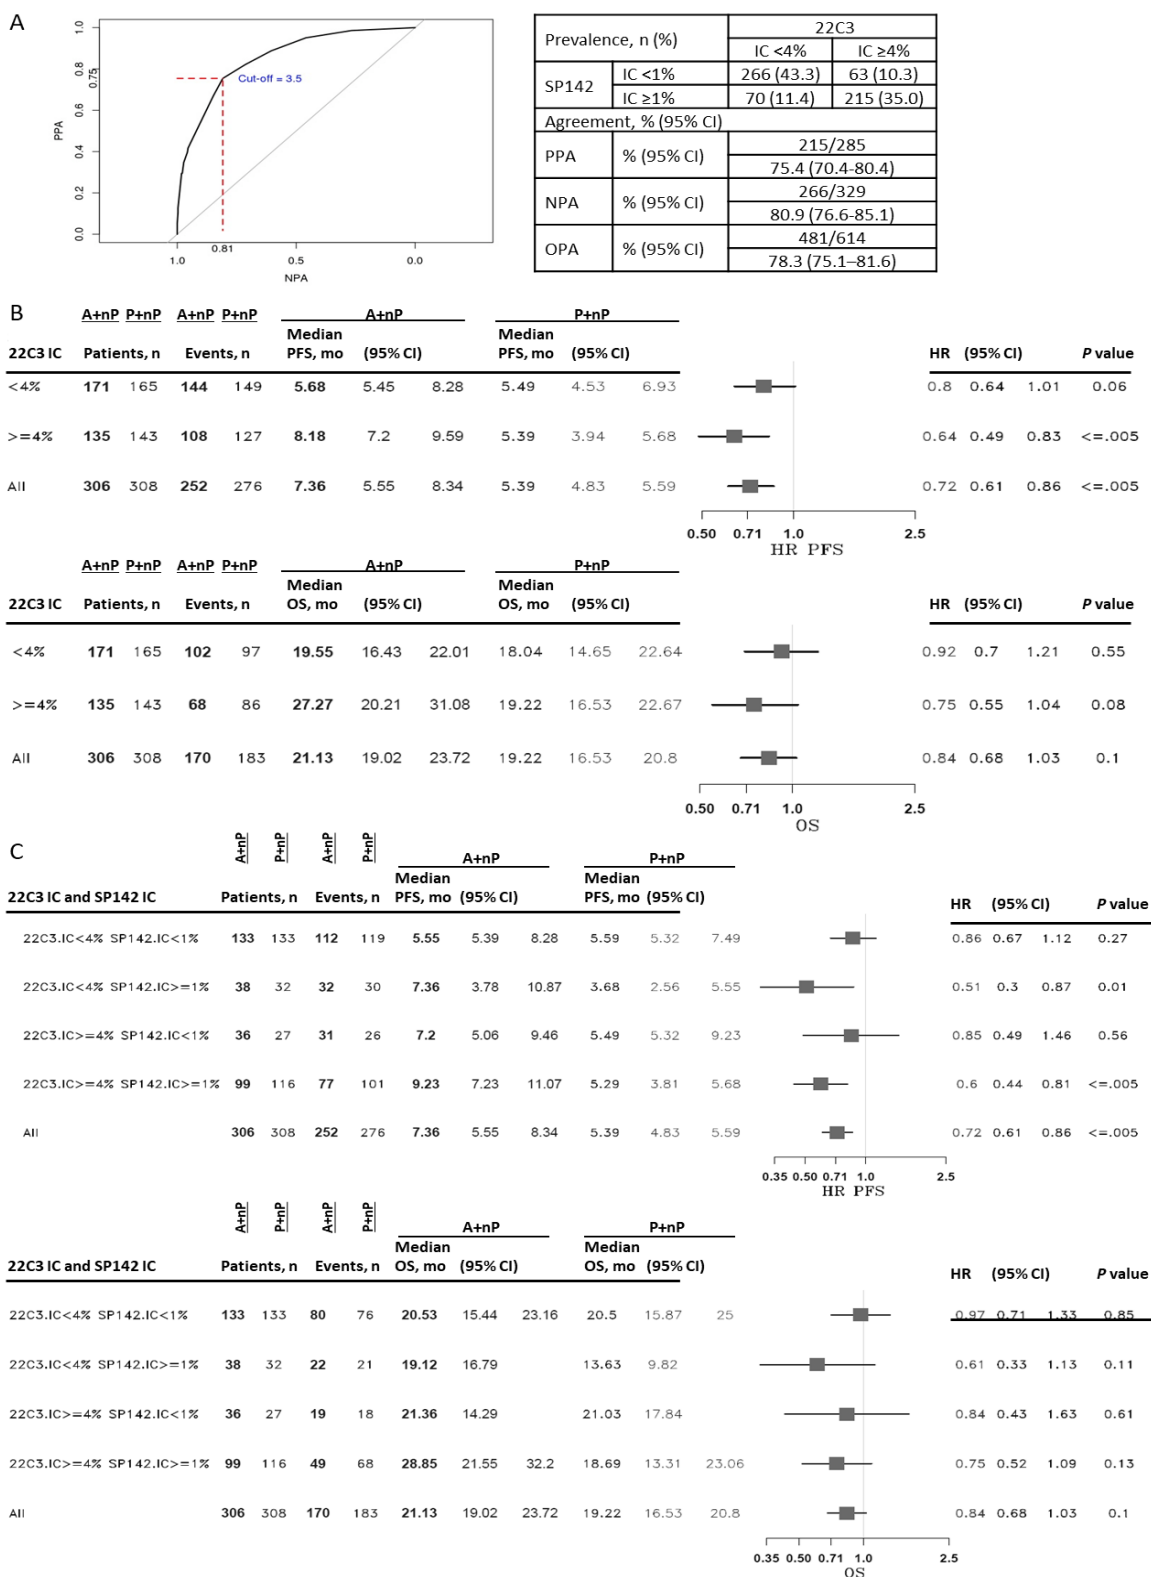 A
1.0
0.8
0.75
0.6
0.4
0.2
0.0
PPA
Cut-off = 3.5
1.0
0.81
0.5
0.0
NPA
Prevalence, n (%) 22C3
IC <4% IC ≥4%
SP142 IC <1% 266 (43.3) 63 (10.3)
IC ≥1% 70 (11.4) 215 (35.0)
Agreement, % (95% CI)
PPA % (95% CI) 215/285
75.4 (70.4-80.4)
NPA % (95% CI) 266/329
80.9 (76.6-85.1)
OPA % (95% CI) 481/614
78.3 (75.1–81.6)
B
A+nP P+nP A+nP P+nP A+nP P+nP
22C3 IC Patients, n Events, n Median PFS, mo (95% CI) Median PFS, mo (95% CI) HR (95% CI) P value
<4% 171 165 144 149 5.68 5.45 8.28 5.49 4.53 6.93 0.8 0.64 1.01 0.06
>=4% 135 143 108 127 8.18 7.2 9.59 5.39 3.94 5.68 0.64 0.49 0.83 <=.005
All 306 308 252 276 7.36 5.55 8.34 5.39 4.83 5.59 0.72 0.61 0.86 <=.005
0.50 0.71 1.0 2.5
HR PFS
A+nP P+nP A+nP P+nP A+nP P+nP
22C3 IC Patients, n Events, n Median OS, mo (95% CI) Median OS, mo (95% CI) HR (95% CI) P value
<4% 171 165 102 97 19.55 16.43 22.01 18.04 14.65 22.64 0.92 0.7 1.21 0.55
>=4% 135 143 68 86 27.27 20.21 31.08 19.22 16.53 22.67 0.75 0.55 1.04 0.08
All 306 308 170 183 21.13 19.02 23.72 19.22 16.53 20.8 0.84 0.68 1.03 0.1
0.50 0.71 1.0 2.5
OS
C
A+nP P+nP A+nP P+nP A+nP P+nP
22C3 IC and SP142 IC Patients, n Events, n Median PFS, mo (95% CI) Median PFS, mo (95% CI) HR (95% CI) P value
22C3.IC<4% SP142.IC<1% 133 133 112 119 5.55 5.39 8.28 5.59 5.32 7.49 0.86 0.67 1.12 0.27
22C3.IC<4% SP142.IC>=1% 38 32 32 30 7.36 3.78 10.87 3.68 2.56 5.55 0.51 0.3 0.87 0.01
22C3.IC>=4% SP142.IC<1% 36 27 31 26 7.2 5.06 9.46 5.49 5.32 9.23 0.85 0.49 1.46 0.56
22C3.IC>=4% SP142.IC>=1% 99 116 77 101 9.23 7.23 11.07 5.29 3.81 5.68 0.6 0.44 0.81 <=.005
All 306 308 252 276 7.36 5.55 8.34 5.39 4.83 5.59 0.72 0.61 0.86 <=.005
0.35 0.50 0.71 1.0 2.5
HR PFS
A+nP P+nP A+nP P+nP A+nP P+nP
22C3 IC and SP142 IC Patients, n Events, n Median OS, mo (95% CI) Median OS, mo (95% CI) HR (95% CI) P value
22C3.IC<4% SP142.IC<1% 133 133 80 76 20.53 15.44 23.16 20.5 15.87 25 0.97 0.71 1.33 0.85
22C3.IC<4% SP142.IC>=1% 38 32 22 21 19.12 16.79 13.63 9.82 0.61 0.33 1.13 0.11
22C3.IC>=4% SP142.IC<1% 36 27 19 18 21.36 14.29 21.03 17.84 0.84 0.43 1.63 0.61
22C3.IC>=4% SP142.IC>=1% 99 116 49 68 28.85 21.55 32.2 18.69 13.31 23.06 0.75 0.52 1.09 0.13
All 306 308 170 183 21.13 19.02 23.72 19.22 16.53 20.8 0.84 0.68 1.03 0.1
0.35 0.50 0.71 1.0 2.5
OS